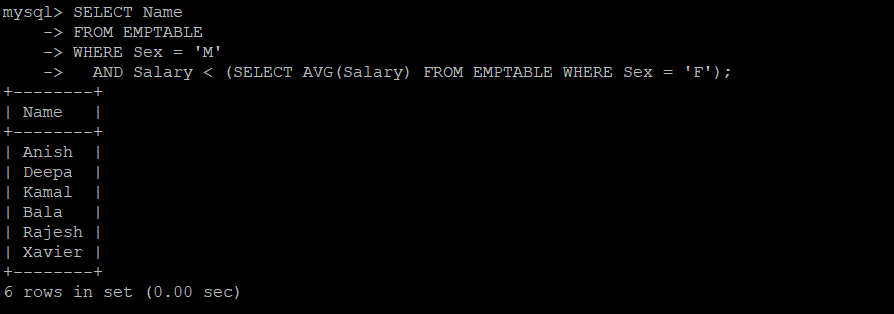 mysql> SELECT Name
    -> FROM EMPTABLE
    -> WHERE Sex = 'M'
    ->   AND Salary < (SELECT AVG(Salary) FROM EMPTABLE WHERE Sex = 'F');
+--------+
| Name   |
+--------+
| Anish  |
| Deepa  |
| Kamal  |
| Bala   |
| Rajesh |
| Xavier |
+--------+
6 rows in set (0.00 sec)